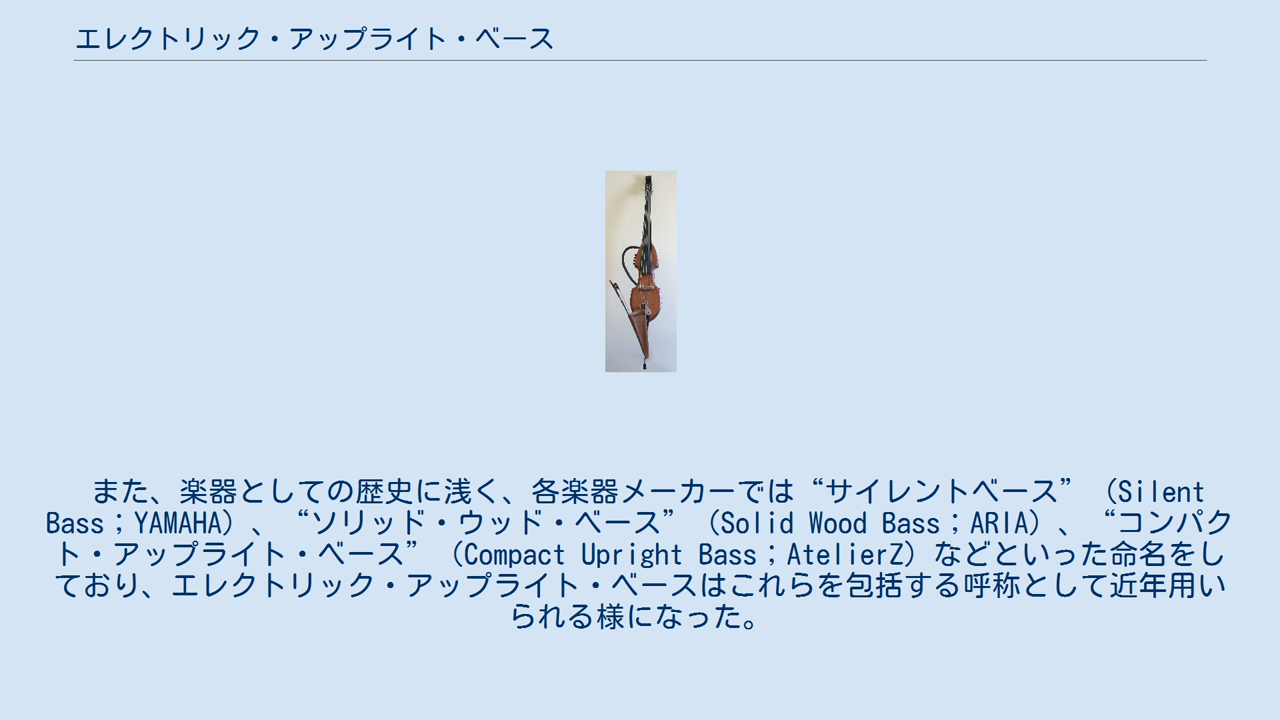 エレクトリック・アップライト・ベース
また、楽器としての歴史に浅く、各楽器メーカーでは“サイレントベース”（Silent
Bass；YAMAHA）、“ソリッド・ウッド・ベース”（Solid Wood Bass；ARIA）、“コンパク
ト・アップライト・ベース”（Compact Upright Bass；AtelierZ）などといった命名をし
ており、エレクトリック・アップライト・ベースはこれらを包括する呼称として近年用い
られる様になった。